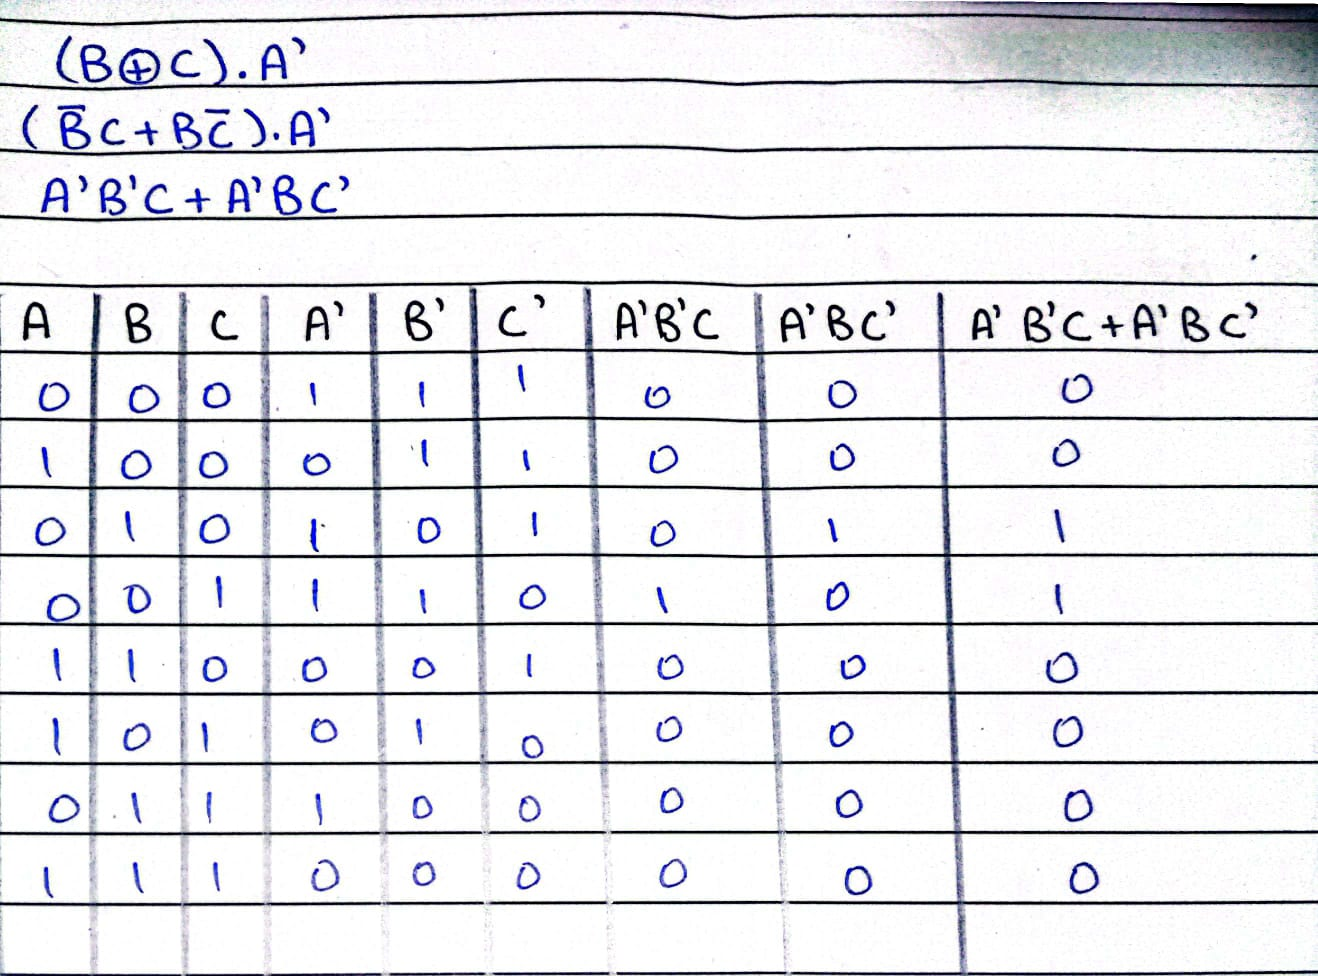 (B⊕C).A'
(B̅C+BC̅).A'
A'B'C+A'BC'
A B C A' B' C' A'B'C A'BC' A'B'C+A'BC'
0 0 0 1 1 1 0 0 0
1 0 0 0 1 1 0 0 0
0 1 0 1 0 1 0 1 1
0 0 1 1 1 0 1 0 1
1 1 0 0 0 1 0 0 0
1 0 1 0 1 0 0 0 0
0 1 1 1 0 0 0 0 0
1 1 1 0 0 0 0 0 0